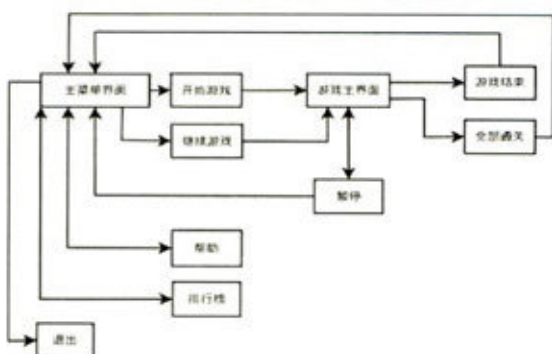 游戏结束
主菜单界面
开始游戏
游戏主界面
继续游戏
全部通关
暂停
帮助
排行榜
退出